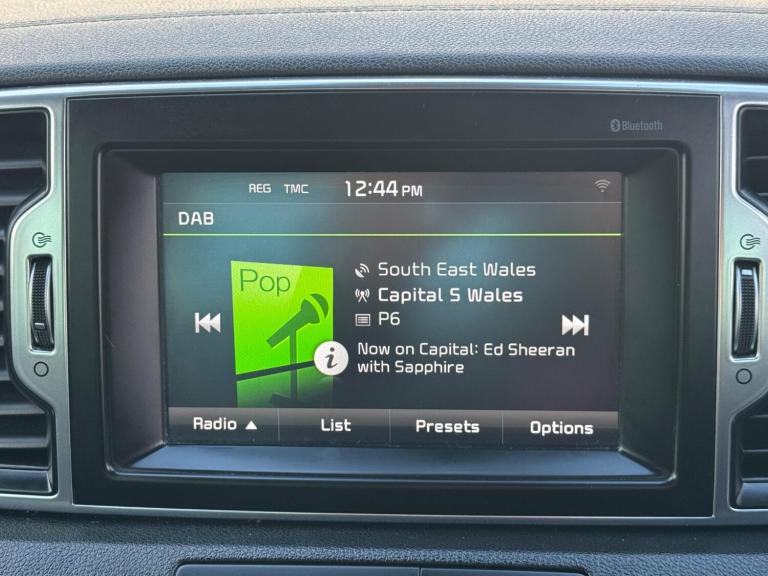 Bluetooth
REG TMC 12:44 PM
DAB
Pop
South East Wales
Capital S Wales
P6
i
Now on Capital: Ed Sheeran
with Sapphire
Radio ▲ List Presets Options